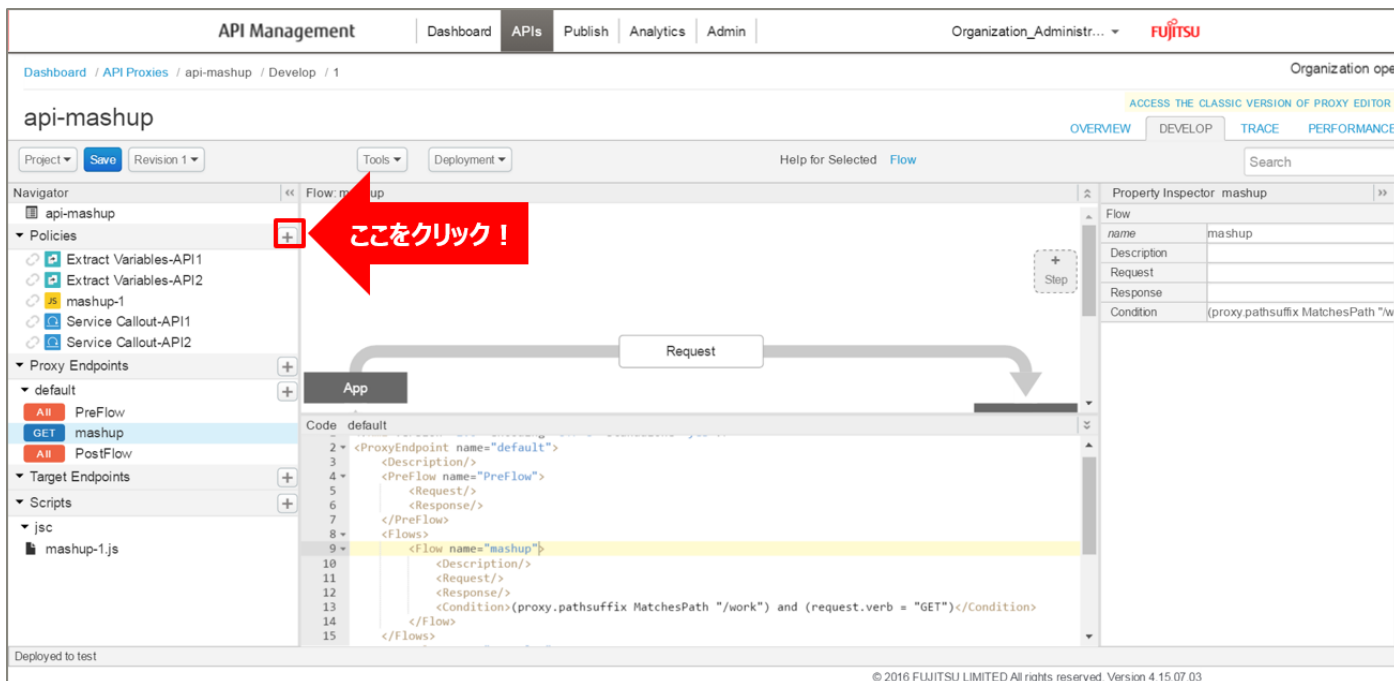 API Management Dashboard APIs Publish Analytics Admin Organization_Administr... FUJITSU
Dashboard / API Proxies / api-mashup / Develop / 1 Organization ope
ACCESS THE CLASSIC VERSION OF PROXY EDITOR
api-mashup
OVERVIEW DEVELOP TRACE PERFORMANCE
Project Save Revision 1 Tools Deployment Help for Selected Flow Search
Navigator
api-mashup
Policies
Extract Variables-API1
Extract Variables-API2
JS mashup-1
Service Callout-API1
Service Callout-API2
Proxy Endpoints
default
All PreFlow
GET mashup
All PostFlow
Target Endpoints
Scripts
jsc
mashup-1.js
Flow: mashup
ここをクリック！
+
Step
Request
App
Code default
2 <ProxyEndpoint name="default">
3 <Description/>
4 <PreFlow name="PreFlow">
5 <Request/>
6 <Response/>
7 </PreFlow>
8 <Flows>
9 <Flow name="mashup">
10 <Description/>
11 <Request/>
12 <Response/>
13 <Condition>(proxy.pathsuffix MatchesPath "/work") and (request.verb = "GET")</Condition>
14 </Flow>
15 </Flows>
Property Inspector mashup
Flow
name mashup
Description
Request
Response
Condition (proxy.pathsuffix MatchesPath "/w
Deployed to test
© 2016 FUJITSU LIMITED All rights reserved. Version 4.15.07.03